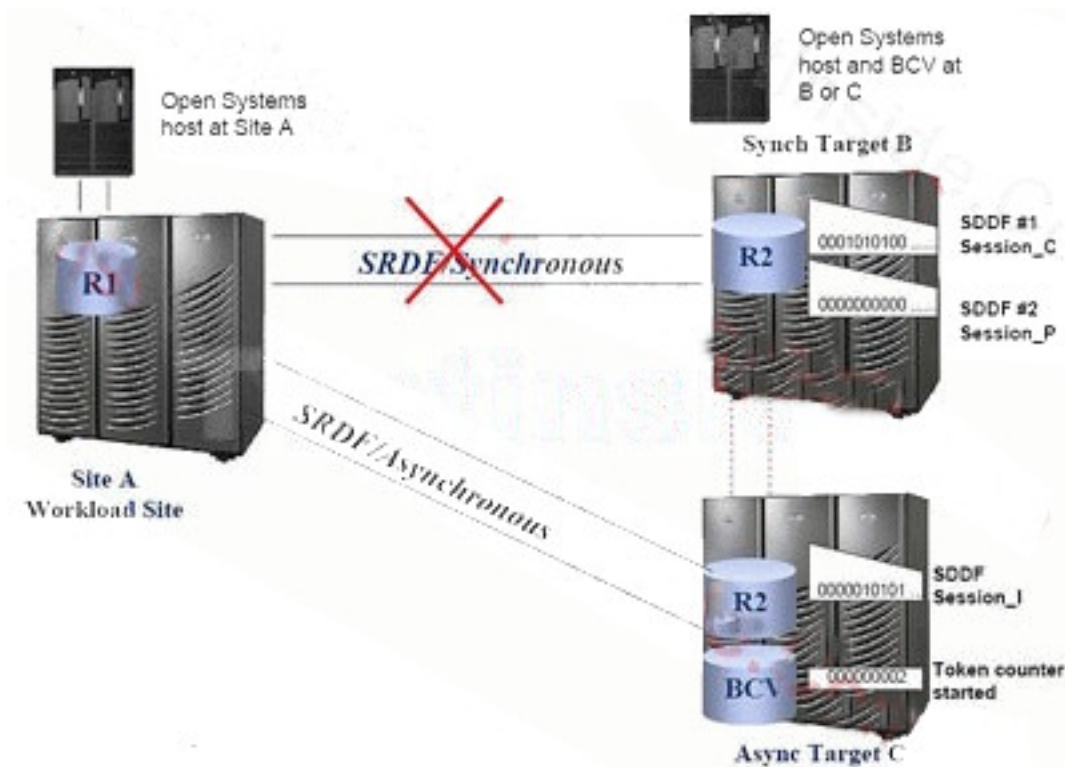 Open Systems
host at Site A
Open Systems
host and BCV at
B or C
Synch Target B
R1
SRDF/Synchronous
R2
0001010100 .....
SDDF #1
Session_C
0000000000 .....
SDDF #2
Session_P
SRDF/Asynchronous
Site A
Workload Site
R2
0000010101 ..
SDDF
Session_I
BCV
000000002
Token counter
started
Async Target C